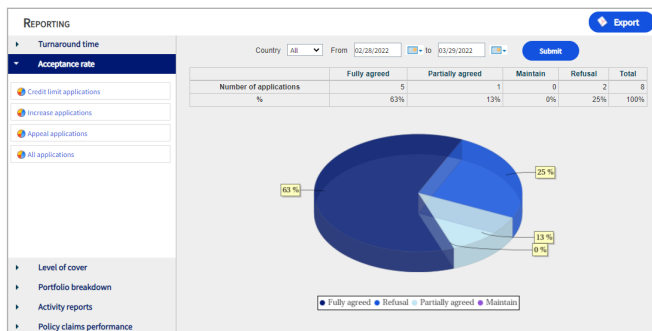 REPORTING
Export
Turnaround time
Acceptance rate
Credit limit applications
Increase applications
Appeal applications
All applications
Level of cover
Portfolio breakdown
Activity reports
Policy claims performance
Country All From 02/28/2022 to 03/29/2022 Submit
Fully agreed Partially agreed Maintain Refusal Total
Number of applications 5 1 0 2 8
% 63% 13% 0% 25% 100%
25 %
63 %
13 %
0 %
Fully agreed Refusal Partially agreed Maintain